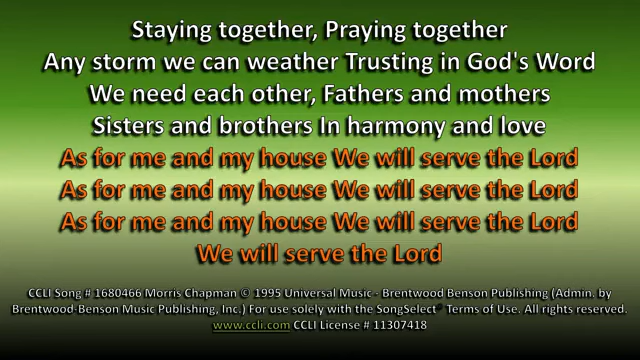 Staying together, Praying together
Any storm we can weather Trusting in God's Word
We need each other, Fathers and mothers
Sisters and brothers In harmony and love
As for me and my house We will serve the Lord
As for me and my house We will serve the Lord
As for me and my house We will serve the Lord
We will serve the Lord
CCLI Song # 1680466 Morris Chapman © 1995 Universal Music - Brentwood Benson Publishing (Admin. by
Brentwood-Benson Music Publishing, Inc.) For use solely with the SongSelect® Terms of Use. All rights reserved.
www.ccli.com CCLI License # 11307418